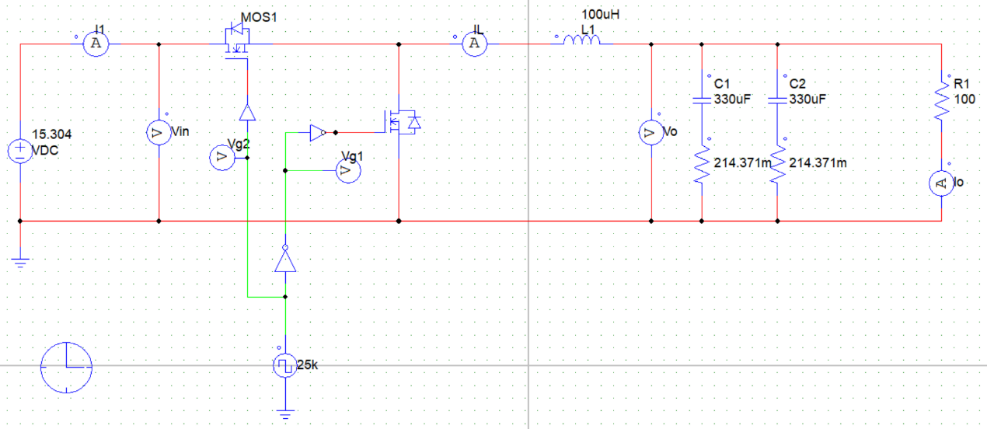 MOS1
I1
A
IL
A
100uH
L1
15.304
VDC
V
Vin
Vg2
V
Vg1
V
V
Vo
C1
330uF
C2
330uF
R1
100
214.371m
214.371m
A
Io
25k